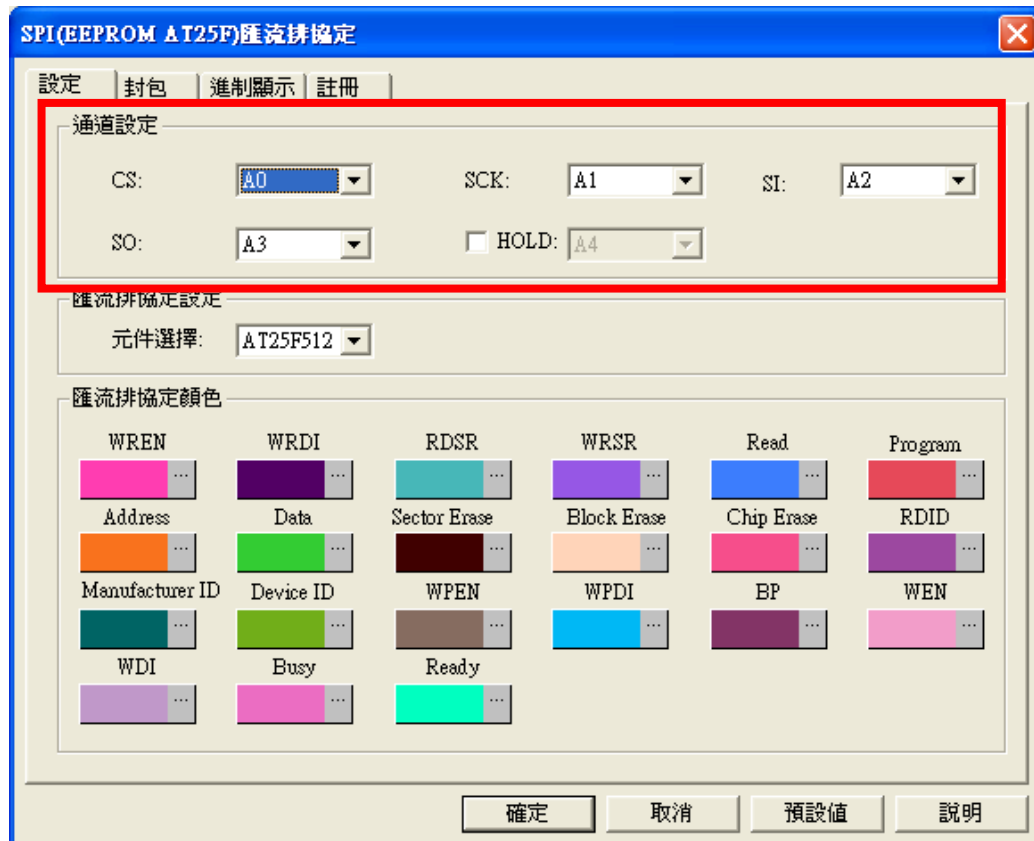 SPI(EEPROM AT25F)匯流排協定
設定 封包 進制顯示 註冊
通道設定
CS: A0 SCK: A1 SI: A2
SO: A3 HOLD: A4
匯流排協定設定
元件選擇: AT25F512
匯流排協定顏色
WREN WRDI RDSR WRSR Read Program
... ... ... ... ... ...
Address Data Sector Erase Block Erase Chip Erase RDID
... ... ... ... ... ...
Manufacturer ID Device ID WPEN WPDI BP WEN
... ... ... ... ... ...
WDI Busy Ready
... ... ...
確定 取消 預設值 說明